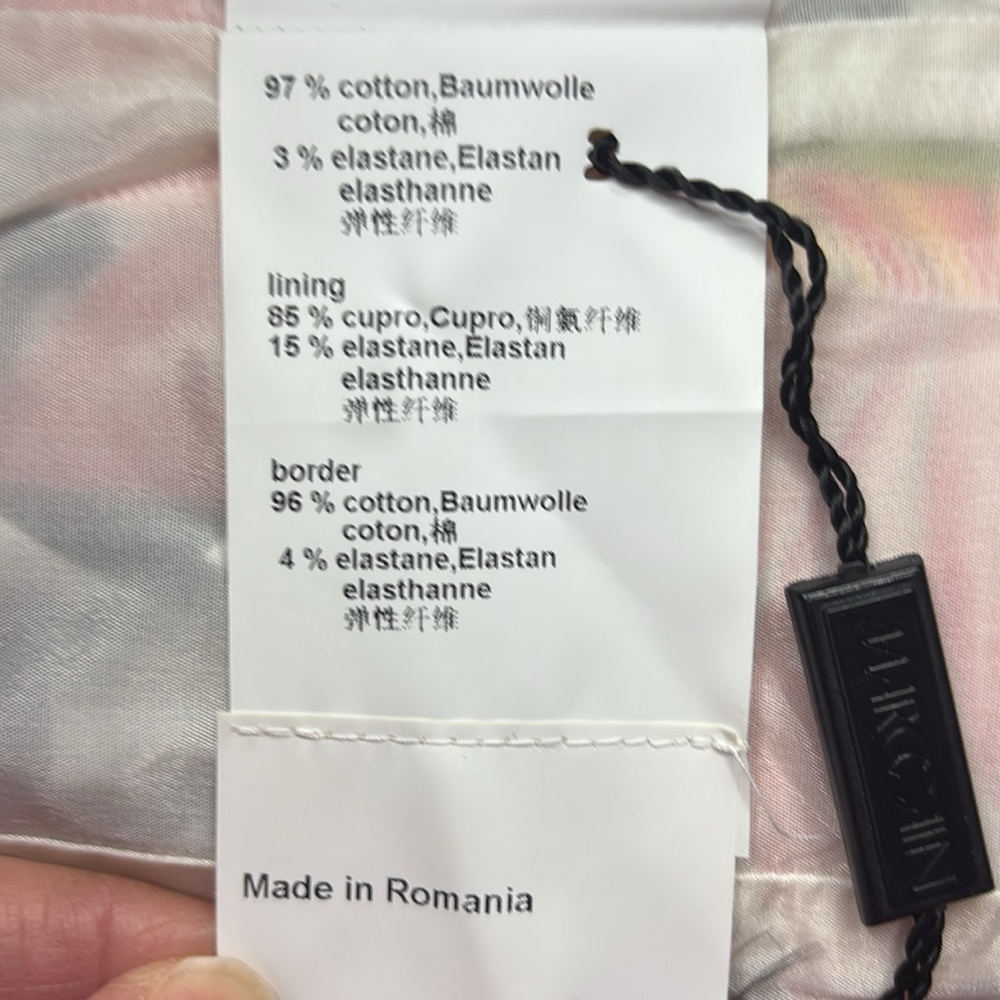 97 % cotton,Baumwolle
coton,棉
3 % elastane,Elastan
elasthanne
弹性纤维
lining
85 % cupro,Cupro,铜氨纤维
15 % elastane,Elastan
elasthanne
弹性纤维
border
96 % cotton,Baumwolle
coton,棉
4 % elastane,Elastan
elasthanne
弹性纤维
Made in Romania
MARC CAIN